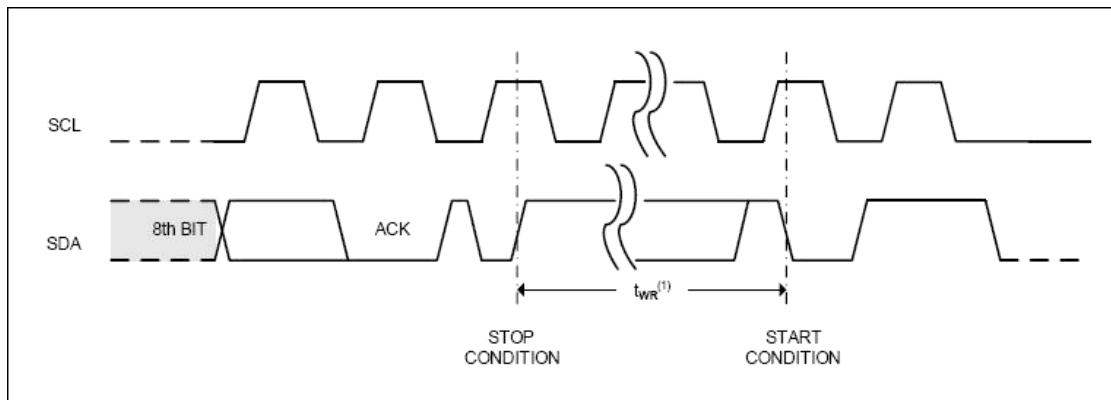 SCL
SDA
8th BIT
ACK
tWR(1)
STOP
CONDITION
START
CONDITION